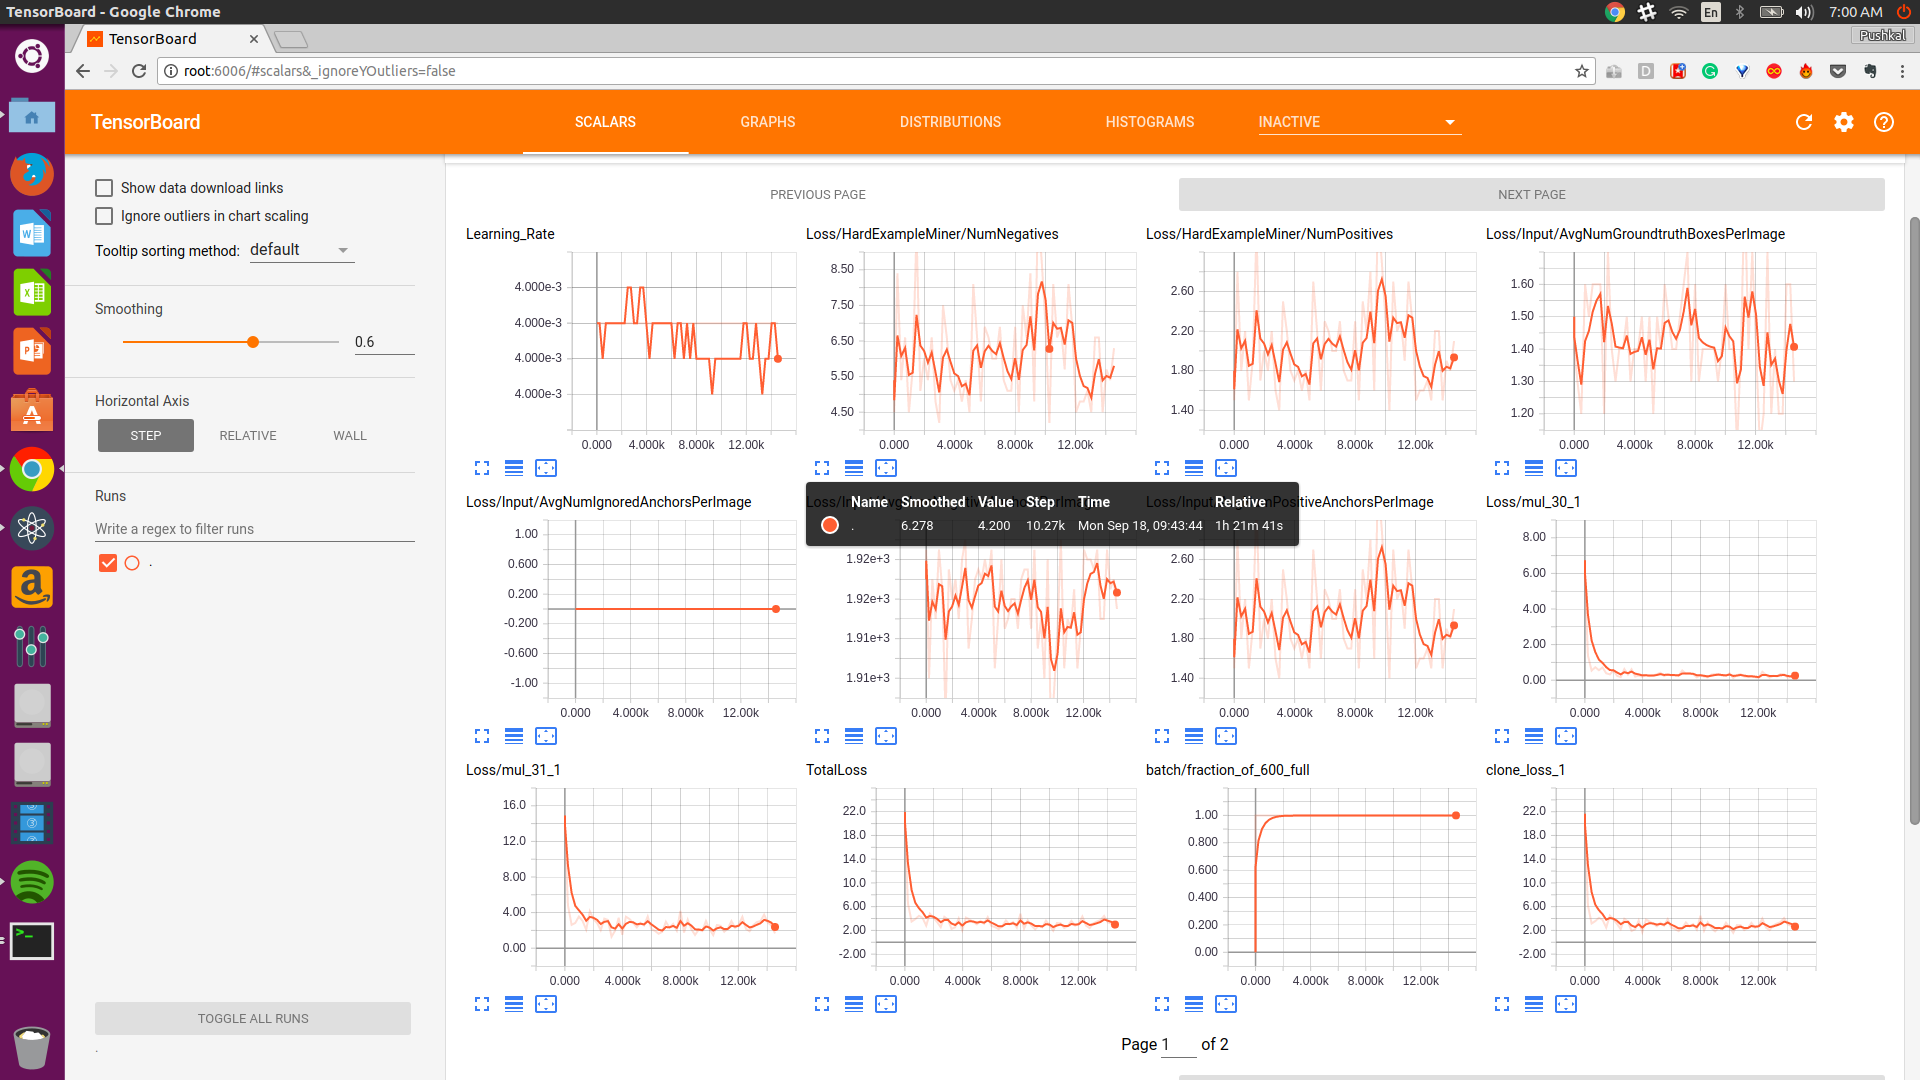 TensorBoard - Google Chrome
En
7:00 AM
TensorBoard
Pushkal
root:6006/#scalars&_ignoreYOutliers=false
TensorBoard
SCALARS
GRAPHS
DISTRIBUTIONS
HISTOGRAMS
INACTIVE
Show data download links
Ignore outliers in chart scaling
Tooltip sorting method: default
Smoothing
0.6
Horizontal Axis
STEP RELATIVE WALL
Runs
Write a regex to filter runs
.
TOGGLE ALL RUNS
.
PREVIOUS PAGE
NEXT PAGE
Learning_Rate
4.000e-3
4.000e-3
4.000e-3
4.000e-3
0.000 4.000k 8.000k 12.00k
Loss/HardExampleMiner/NumNegatives
8.50
7.50
6.50
5.50
4.50
0.000 4.000k 8.000k 12.00k
Loss/HardExampleMiner/NumPositives
2.60
2.20
1.80
1.40
0.000 4.000k 8.000k 12.00k
Loss/Input/AvgNumGroundtruthBoxesPerImage
1.60
1.50
1.40
1.30
1.20
0.000 4.000k 8.000k 12.00k
Loss/Input/AvgNumIgnoredAnchorsPerImage
1.00
0.600
0.200
-0.200
-0.600
-1.00
0.000 4.000k 8.000k 12.00k
Name Smoothed Value Step Time Relative
. 6.278 4.200 10.27k Mon Sep 18, 09:43:44 1h 21m 41s
1.92e+3
1.92e+3
1.91e+3
1.91e+3
0.000 4.000k 8.000k 12.00k
PositiveAnchorsPerImage
2.60
2.20
1.80
1.40
0.000 4.000k 8.000k 12.00k
Loss/mul_30_1
8.00
6.00
4.00
2.00
0.00
0.000 4.000k 8.000k 12.00k
Loss/mul_31_1
16.0
12.0
8.00
4.00
0.00
0.000 4.000k 8.000k 12.00k
TotalLoss
22.0
18.0
14.0
10.0
6.00
2.00
-2.00
0.000 4.000k 8.000k 12.00k
batch/fraction_of_600_full
1.00
0.800
0.600
0.400
0.200
0.00
0.000 4.000k 8.000k 12.00k
clone_loss_1
22.0
18.0
14.0
10.0
6.00
2.00
-2.00
0.000 4.000k 8.000k 12.00k
Page 1 of 2